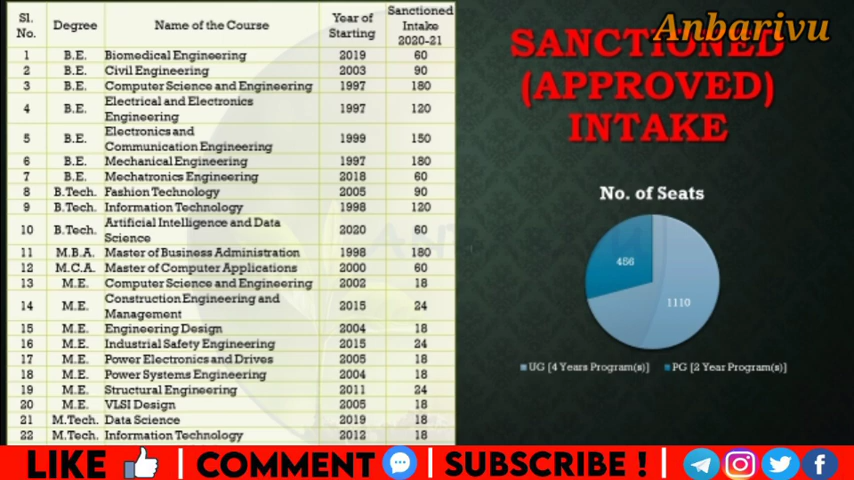 Sl. No. Degree Name of the Course Year of Starting Sanctioned Intake 2020-21
1 B.E. Biomedical Engineering 2019 60
2 B.E. Civil Engineering 2003 90
3 B.E. Computer Science and Engineering 1997 180
4 B.E. Electrical and Electronics Engineering 1997 120
5 B.E. Electronics and Communication Engineering 1999 150
6 B.E. Mechanical Engineering 1997 180
7 B.E. Mechatronics Engineering 2018 60
8 B.Tech. Fashion Technology 2005 90
9 B.Tech. Information Technology 1998 120
10 B.Tech. Artificial Intelligence and Data Science 2020 60
11 M.B.A. Master of Business Administration 1998 180
12 M.C.A. Master of Computer Applications 2000 60
13 M.E. Computer Science and Engineering 2002 18
14 M.E. Construction Engineering and Management 2015 24
15 M.E. Engineering Design 2004 18
16 M.E. Industrial Safety Engineering 2015 24
17 M.E. Power Electronics and Drives 2005 18
18 M.E. Power Systems Engineering 2004 18
19 M.E. Structural Engineering 2011 24
20 M.E. VLSI Design 2005 18
21 M.Tech. Data Science 2019 18
22 M.Tech. Information Technology 2012 18
Anbarivu
SANCTIONED
(APPROVED)
INTAKE
No. of Seats
456
1110
UG [4 Years Program(s)] PG [2 Year Program(s)]
LIKE | COMMENT | SUBSCRIBE ! |